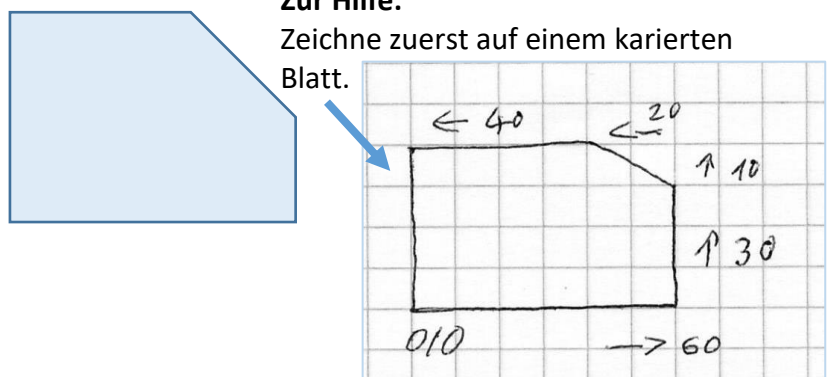 Zur Hilfe:
Zeichne zuerst auf einem karierten
Blatt.
← 40
← 20
↑ 10
↑ 30
0/0
→ 60